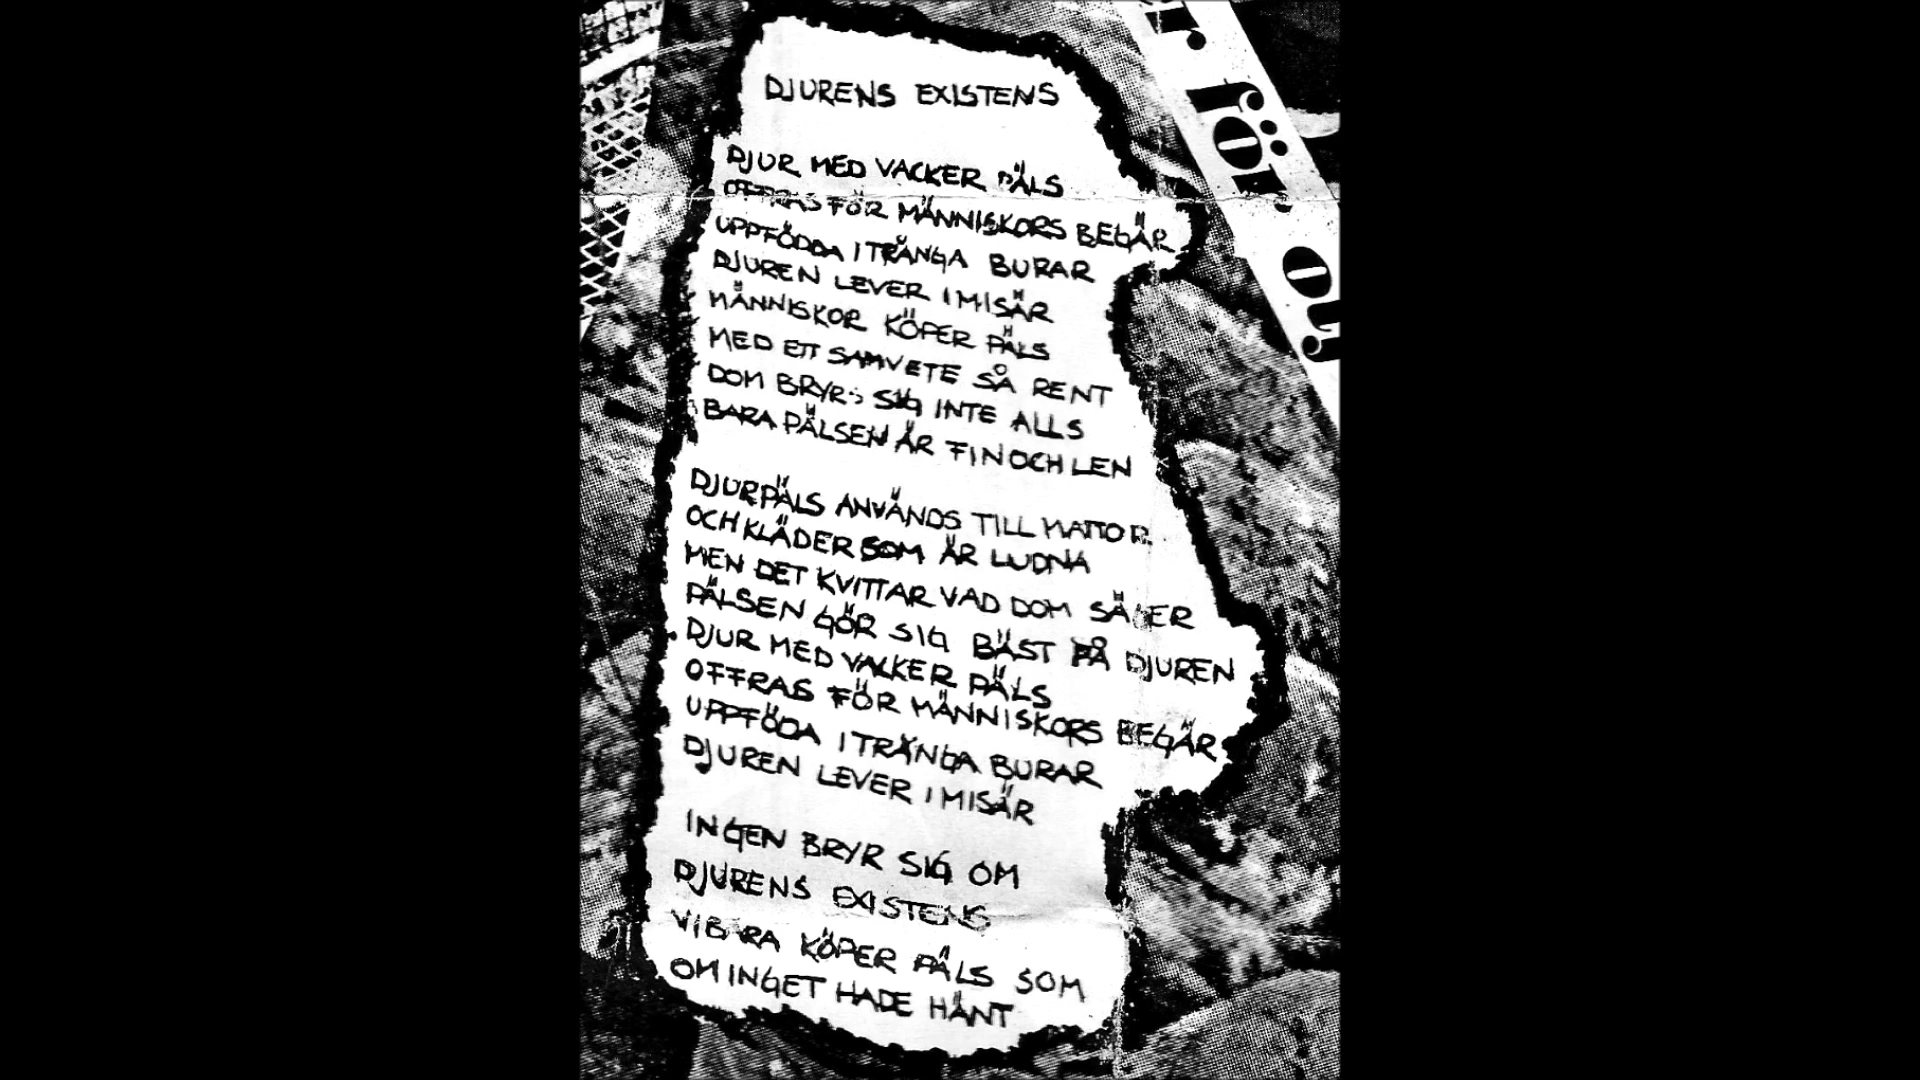 DJURENS EXISTENS
DJUR MED VACKER PÄLS
OFFRAS FÖR MÄNNISKORS BEGÄR
UPPFÖDDA I TRÅNGA BURAR
DJUREN LEVER I MISÄR
MÄNNISKOR KÖPER PÄLS
MED ETT SAMVETE SÅ RENT
DOM BRYR SIG INTE ALLS
BARA PÄLSEN ÄR FIN OCH LEN
DJURPÄLS ANVÄNDS TILL MATTOR
OCH KLÄDER SOM ÄR LUDNA
MEN DET KVITTAR VAD DOM SÄGER
PÄLSEN GÖR SIG BÄST PÅ DJUREN
DJUR MED VACKER PÄLS
OFFRAS FÖR MÄNNISKORS BEGÄR
UPPFÖDA I TRÄNGA BURAR
DJUREN LEVER I MISÄR
INGEN BRYR SIG OM
DJURENS EXISTENS
VI BARA KÖPER PÄLS SOM
OM INGET HADE HÄNT
för